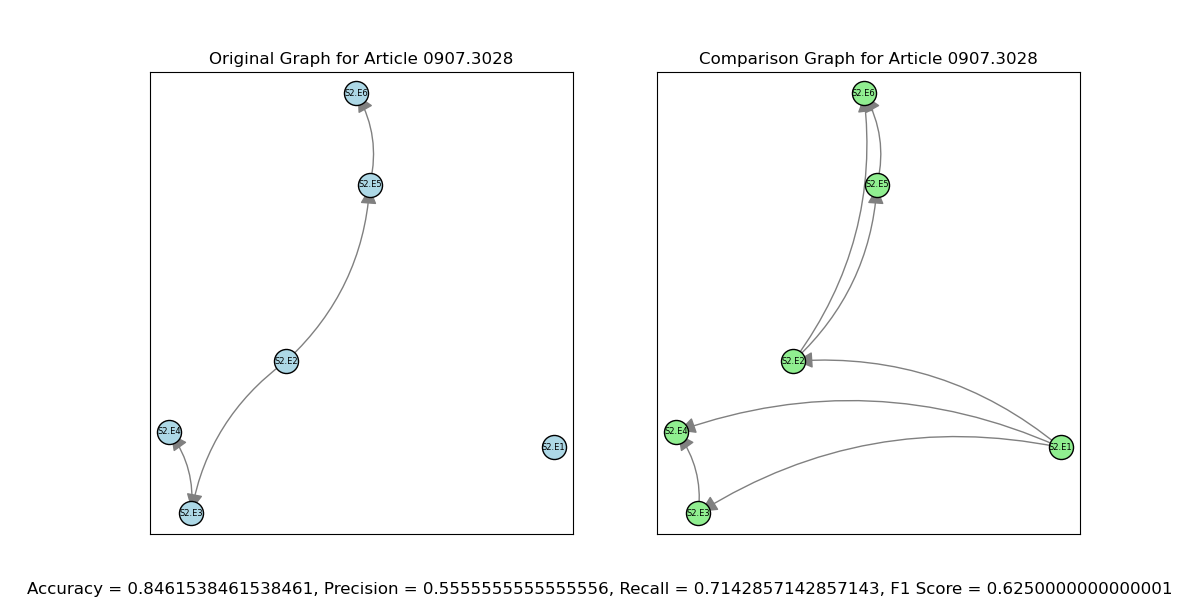 Original Graph for Article 0907.3028
S2.E6
S2.E5
S2.E2
S2.E4
S2.E1
S2.E3
Comparison Graph for Article 0907.3028
S2.E6
S2.E5
S2.E2
S2.E4
S2.E1
S2.E3
Accuracy = 0.8461538461538461, Precision = 0.5555555555555556, Recall = 0.7142857142857143, F1 Score = 0.6250000000000001